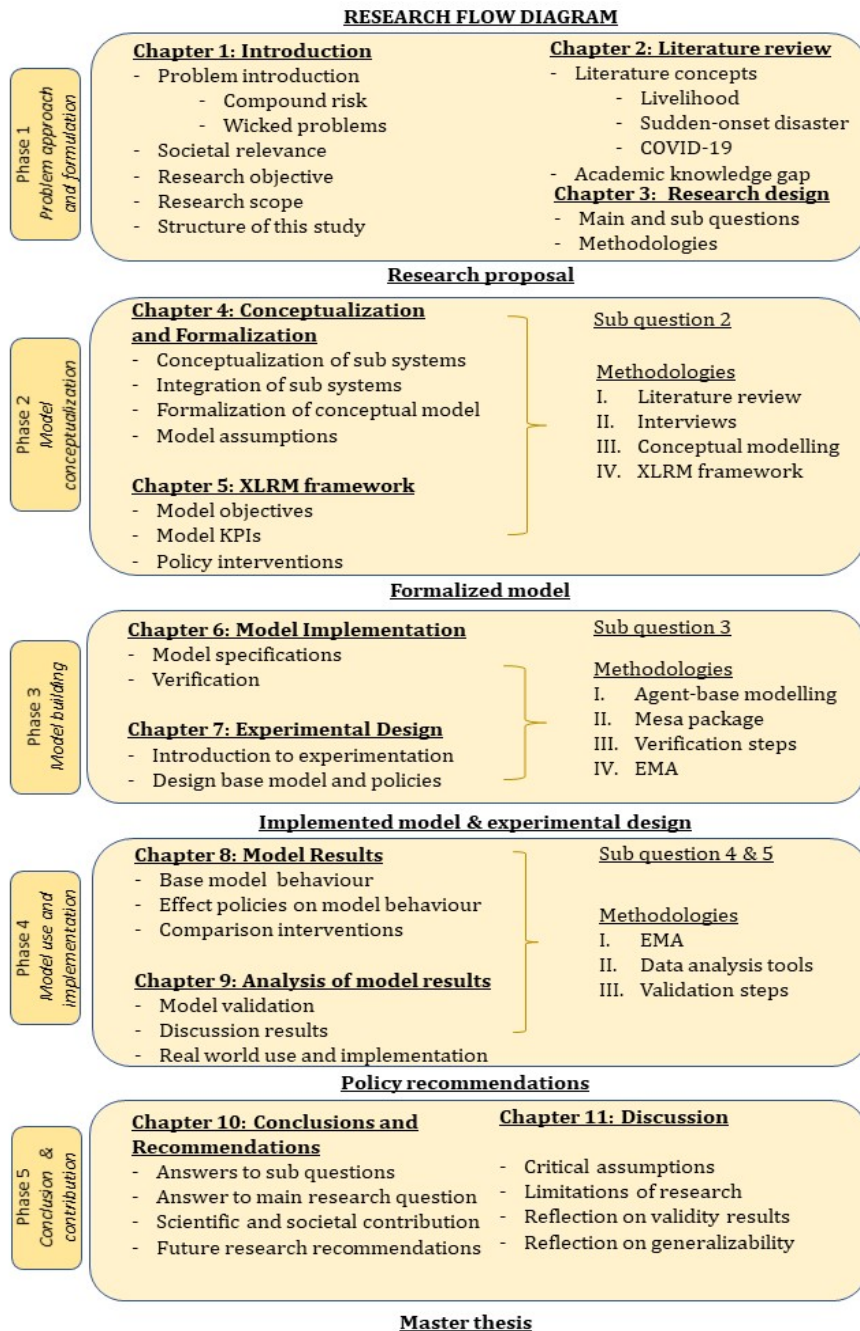 RESEARCH FLOW DIAGRAM
Phase 1
Problem approach
and formulation
Chapter 1: Introduction
- Problem introduction
- Compound risk
- Wicked problems
- Societal relevance
- Research objective
- Research scope
- Structure of this study
Chapter 2: Literature review
- Literature concepts
- Livelihood
- Sudden-onset disaster
- COVID-19
- Academic knowledge gap
Chapter 3: Research design
- Main and sub questions
- Methodologies
Research proposal
Phase 2
Model
conceptualization
Chapter 4: Conceptualization
and Formalization
- Conceptualization of sub systems
- Integration of sub systems
- Formalization of conceptual model
- Model assumptions
Chapter 5: XLRM framework
- Model objectives
- Model KPIs
- Policy interventions
Sub question 2
Methodologies
I. Literature review
II. Interviews
III. Conceptual modelling
IV. XLRM framework
Formalized model
Phase 3
Model building
Chapter 6: Model Implementation
- Model specifications
- Verification
Chapter 7: Experimental Design
- Introduction to experimentation
- Design base model and policies
Sub question 3
Methodologies
I. Agent-base modelling
II. Mesa package
III. Verification steps
IV. EMA
Implemented model & experimental design
Phase 4
Model use and
implementation
Chapter 8: Model Results
- Base model behaviour
- Effect policies on model behaviour
- Comparison interventions
Chapter 9: Analysis of model results
- Model validation
- Discussion results
- Real world use and implementation
Sub question 4 & 5
Methodologies
I. EMA
II. Data analysis tools
III. Validation steps
Policy recommendations
Phase 5
Conclusion &
contribution
Chapter 10: Conclusions and
Recommendations
- Answers to sub questions
- Answer to main research question
- Scientific and societal contribution
- Future research recommendations
Chapter 11: Discussion
- Critical assumptions
- Limitations of research
- Reflection on validity results
- Reflection on generalizability
Master thesis